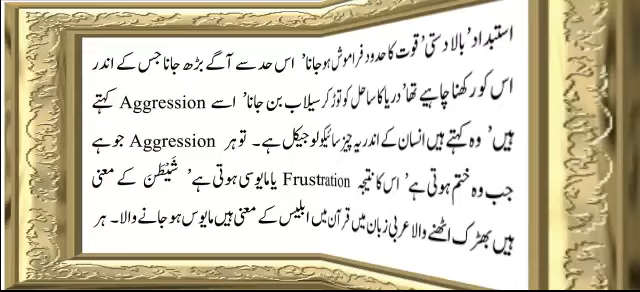 استبداد’ بالا دستی’ قوت کا حدود فراموش ہوجانا’ اس حد سے آگے بڑھ جانا جس کے اندر
اس کو رکھنا چاہیے تھا’ دریا کا ساحل کو توڑ کر سیلاب بن جانا’ اسے Aggression کہتے
ہیں’ وہ کہتے ہیں انسان کے اندر یہ چیز سائیکولوجیکل ہے۔ تو ہر Aggression جو ہے
جب وہ ختم ہوتی ہے’ اس کا نتیجہ Frustration یا مایوسی ہوتی ہے’ شَیْطٰنَ کے معنی
ہیں بھڑک اٹھنے والا عربی زبان میں قرآن میں ابلیس کے معنی ہیں مایوس ہو جانے والا۔ ہر